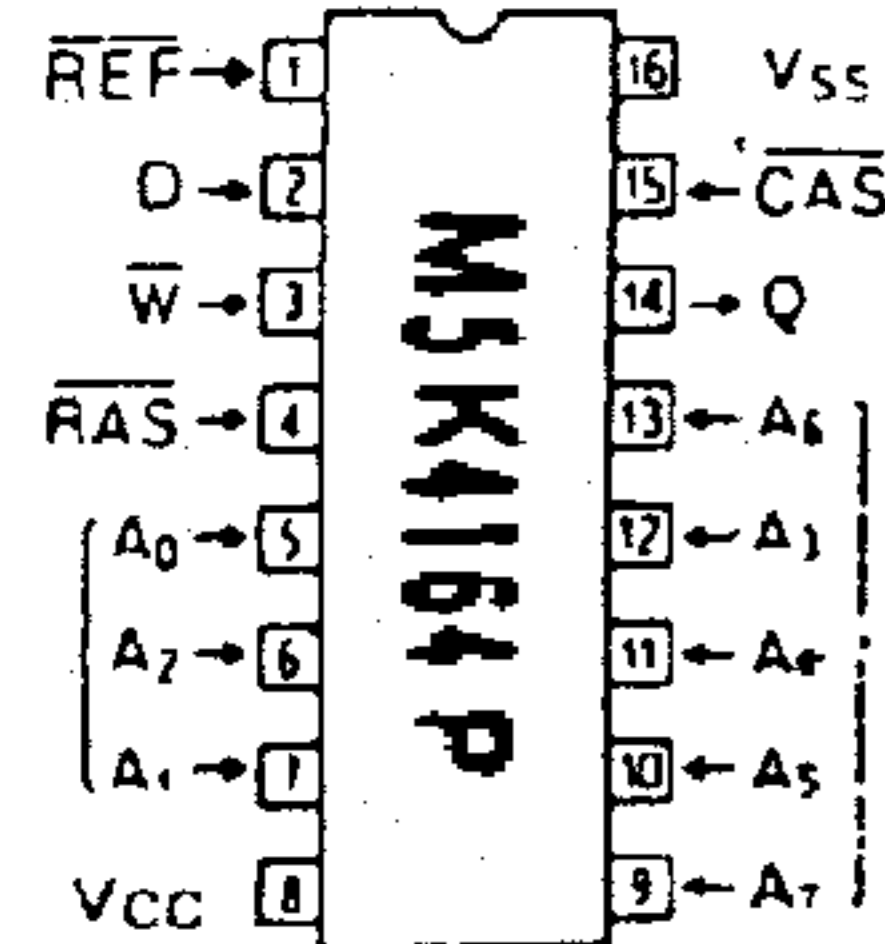 REF 1 16 VSS
D 2 15 CAS
W 3 14 Q
RAS 4 13 A6
A0 5 12 A3
A2 6 11 A4
A1 7 10 A5
VCC 8 9 A7
M5K4164P